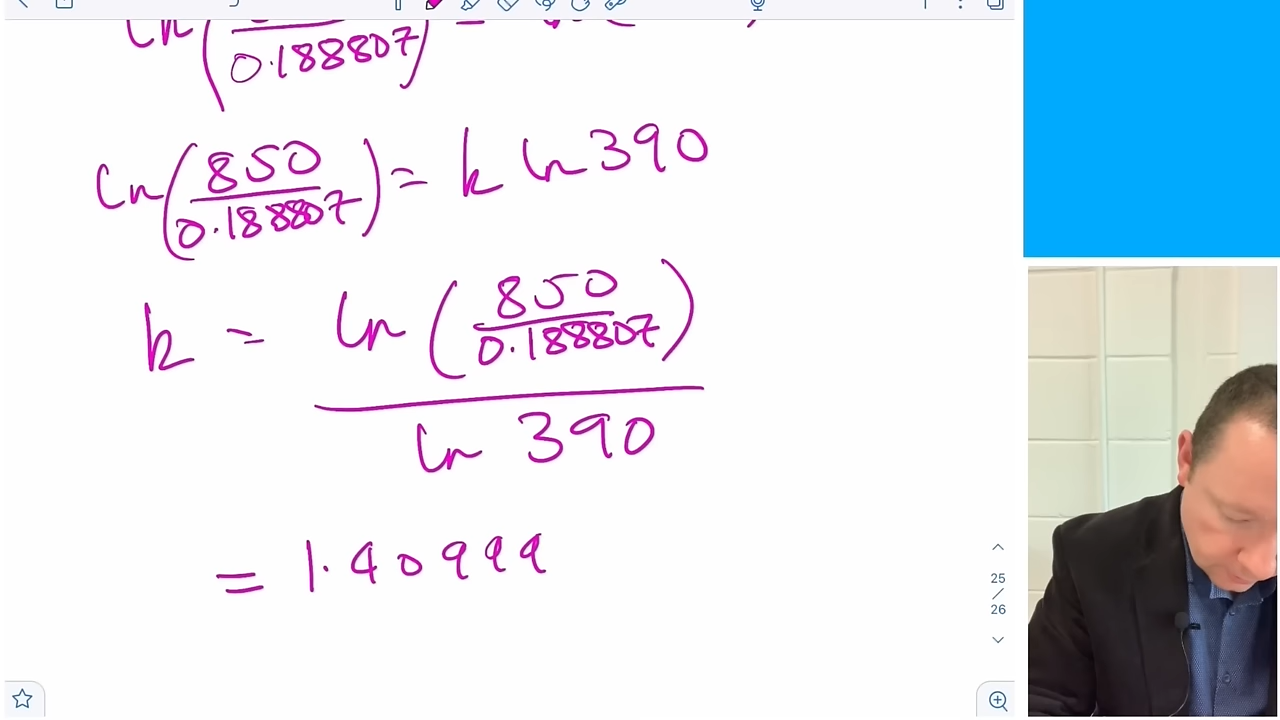 0.188807
ln(850/0.188807) = k ln 390
k = ln(850/0.188807)/ln 390
= 1.40999
25
/
26